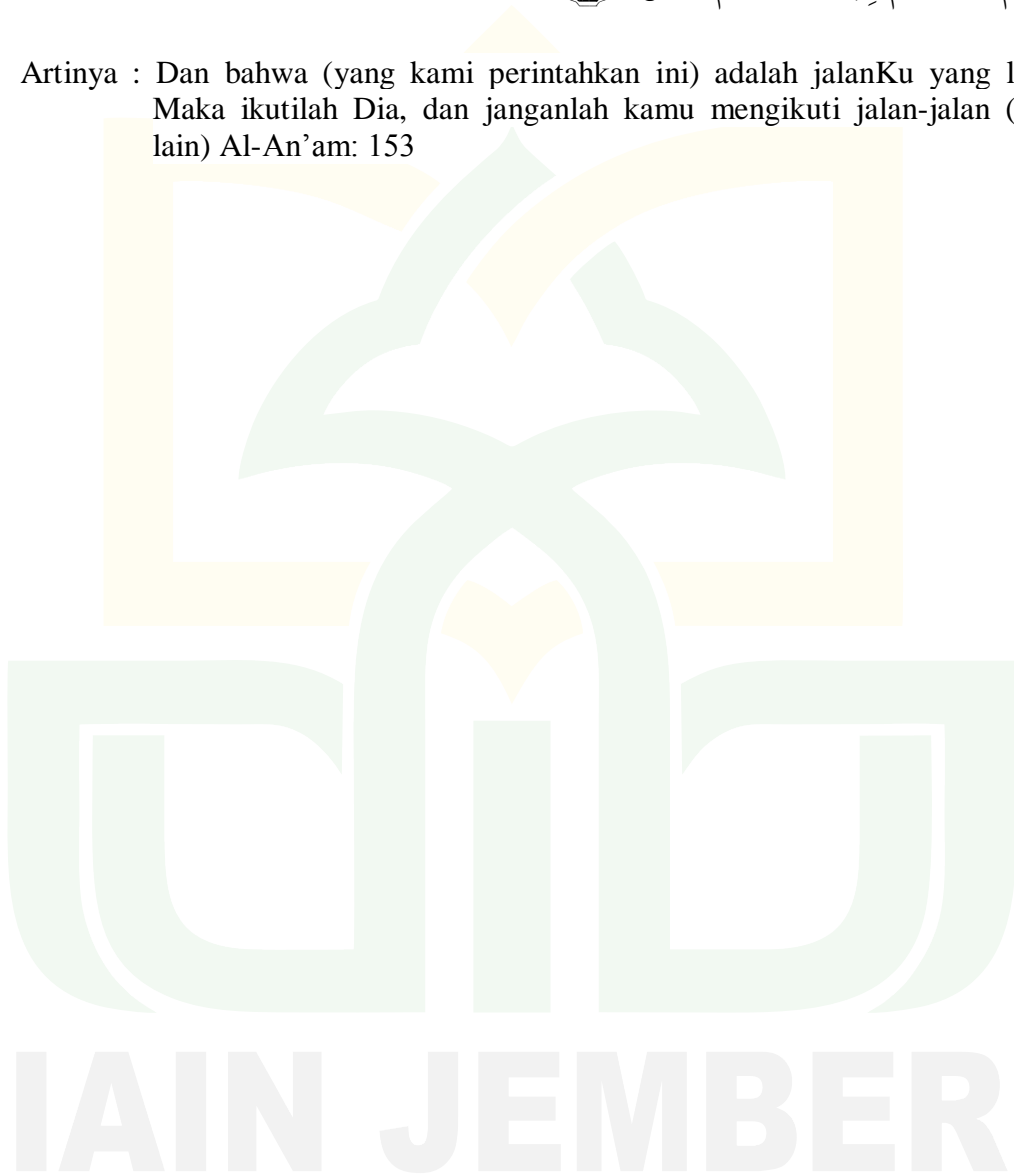 Artinya : Dan bahwa (yang kami perintahkan ini) adalah jalanKu yang
Maka ikutilah Dia, dan janganlah kamu mengikuti jalan-jalan (
lain) Al-An’am: 153
IAIN JEMBER